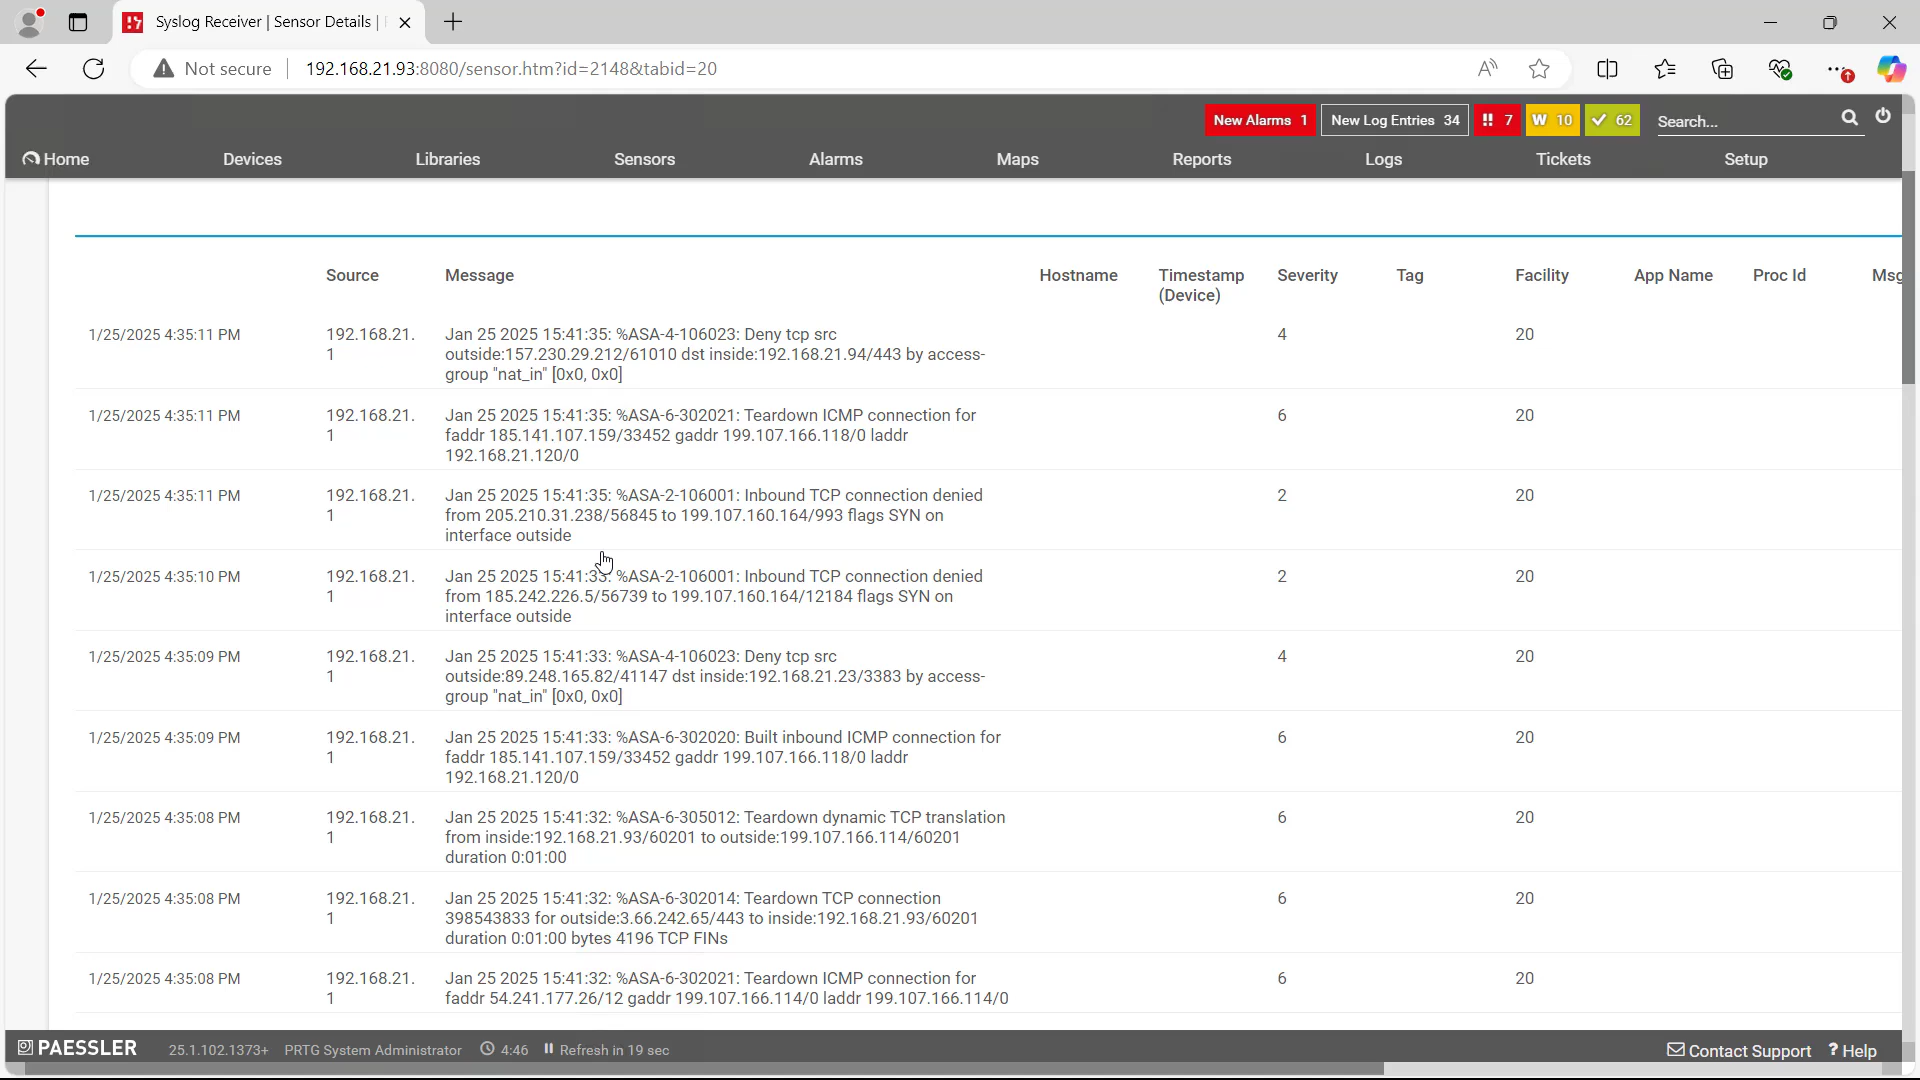 Syslog Receiver | Sensor Details |
Not secure 192.168.21.93:8080/sensor.htm?id=2148&tabid=20
New Alarms 1 New Log Entries 34 !! 7 W 10 62 Search...
Home Devices Libraries Sensors Alarms Maps Reports Logs Tickets Setup
Source Message Hostname Timestamp (Device) Severity Tag Facility App Name Proc Id Msg
1/25/2025 4:35:11 PM 192.168.21. Jan 25 2025 15:41:35: %ASA-4-106023: Deny tcp src 4 20
1 outside:157.230.29.212/61010 dst inside:192.168.21.94/443 by access-
group "nat_in" [0x0, 0x0]
1/25/2025 4:35:11 PM 192.168.21. Jan 25 2025 15:41:35: %ASA-6-302021: Teardown ICMP connection for 6 20
1 faddr 185.141.107.159/33452 gaddr 199.107.166.118/0 laddr
192.168.21.120/0
1/25/2025 4:35:11 PM 192.168.21. Jan 25 2025 15:41:35: %ASA-2-106001: Inbound TCP connection denied 2 20
1 from 205.210.31.238/56845 to 199.107.160.164/993 flags SYN on
interface outside
1/25/2025 4:35:10 PM 192.168.21. Jan 25 2025 15:41:33: %ASA-2-106001: Inbound TCP connection denied 2 20
1 from 185.242.226.5/56739 to 199.107.160.164/12184 flags SYN on
interface outside
1/25/2025 4:35:09 PM 192.168.21. Jan 25 2025 15:41:33: %ASA-4-106023: Deny tcp src 4 20
1 outside:89.248.165.82/41147 dst inside:192.168.21.23/3383 by access-
group "nat_in" [0x0, 0x0]
1/25/2025 4:35:09 PM 192.168.21. Jan 25 2025 15:41:33: %ASA-6-302020: Built inbound ICMP connection for 6 20
1 faddr 185.141.107.159/33452 gaddr 199.107.166.118/0 laddr
192.168.21.120/0
1/25/2025 4:35:08 PM 192.168.21. Jan 25 2025 15:41:32: %ASA-6-305012: Teardown dynamic TCP translation 6 20
1 from inside:192.168.21.93/60201 to outside:199.107.166.114/60201
duration 0:01:00
1/25/2025 4:35:08 PM 192.168.21. Jan 25 2025 15:41:32: %ASA-6-302014: Teardown TCP connection 6 20
1 398543833 for outside:3.66.242.65/443 to inside:192.168.21.93/60201
duration 0:01:00 bytes 4196 TCP FINs
1/25/2025 4:35:08 PM 192.168.21. Jan 25 2025 15:41:32: %ASA-6-302021: Teardown ICMP connection for 6 20
1 faddr 54.241.177.26/12 gaddr 199.107.166.114/0 laddr 199.107.166.114/0
PAESSLER 25.1.102.1373+ PRTG System Administrator 4:46 Refresh in 19 sec Contact Support ? Help